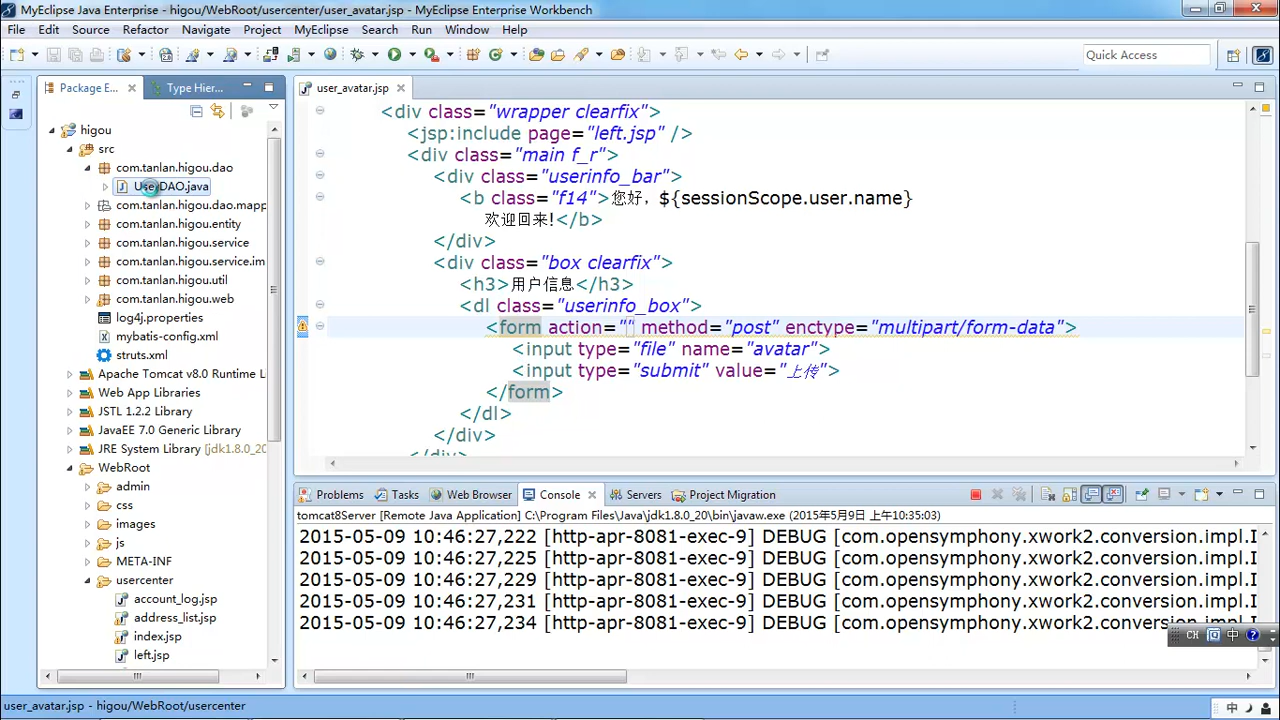 MyEclipse Java Enterprise - higou/WebRoot/usercenter/user_avatar.jsp - MyEclipse Enterprise Workbench
File Edit Source Refactor Navigate Project MyEclipse Search Run Window Help
Quick Access
Package E... Type Hier... user_avatar.jsp
higou
src
com.tanlan.higou.dao
UserDAO.java
com.tanlan.higou.dao.mapp
com.tanlan.higou.entity
com.tanlan.higou.service
com.tanlan.higou.service.im
com.tanlan.higou.util
com.tanlan.higou.web
log4j.properties
mybatis-config.xml
struts.xml
Apache Tomcat v8.0 Runtime L
Web App Libraries
JSTL 1.2.2 Library
JavaEE 7.0 Generic Library
JRE System Library [jdk1.8.0_20
WebRoot
admin
css
images
js
META-INF
usercenter
account_log.jsp
address_list.jsp
index.jsp
left.jsp
<div class="wrapper clearfix">
<jsp:include page="left.jsp" />
<div class="main f_r">
<div class="userinfo_bar">
<b class="f14">您好，${sessionScope.user.name}
欢迎回来!</b>
</div>
<div class="box clearfix">
<h3>用户信息</h3>
<dl class="userinfo_box">
<form action="" method="post" enctype="multipart/form-data">
<input type="file" name="avatar">
<input type="submit" value="上传">
</form>
</dl>
</div>
</div>
Problems Tasks Web Browser Console Servers Project Migration
tomcat8Server [Remote Java Application] C:\Program Files\Java\jdk1.8.0_20\bin\javaw.exe (2015年5月9日 上午10:35:03)
2015-05-09 10:46:27,222 [http-apr-8081-exec-9] DEBUG [com.opensymphony.xwork2.conversion.impl.I
2015-05-09 10:46:27,225 [http-apr-8081-exec-9] DEBUG [com.opensymphony.xwork2.conversion.impl.I
2015-05-09 10:46:27,229 [http-apr-8081-exec-9] DEBUG [com.opensymphony.xwork2.conversion.impl.I
2015-05-09 10:46:27,231 [http-apr-8081-exec-9] DEBUG [com.opensymphony.xwork2.conversion.impl.I
2015-05-09 10:46:27,234 [http-apr-8081-exec-9] DEBUG [com.opensymphony.xwork2.conversion.impl.
CH 中
user_avatar.jsp - higou/WebRoot/usercenter
中